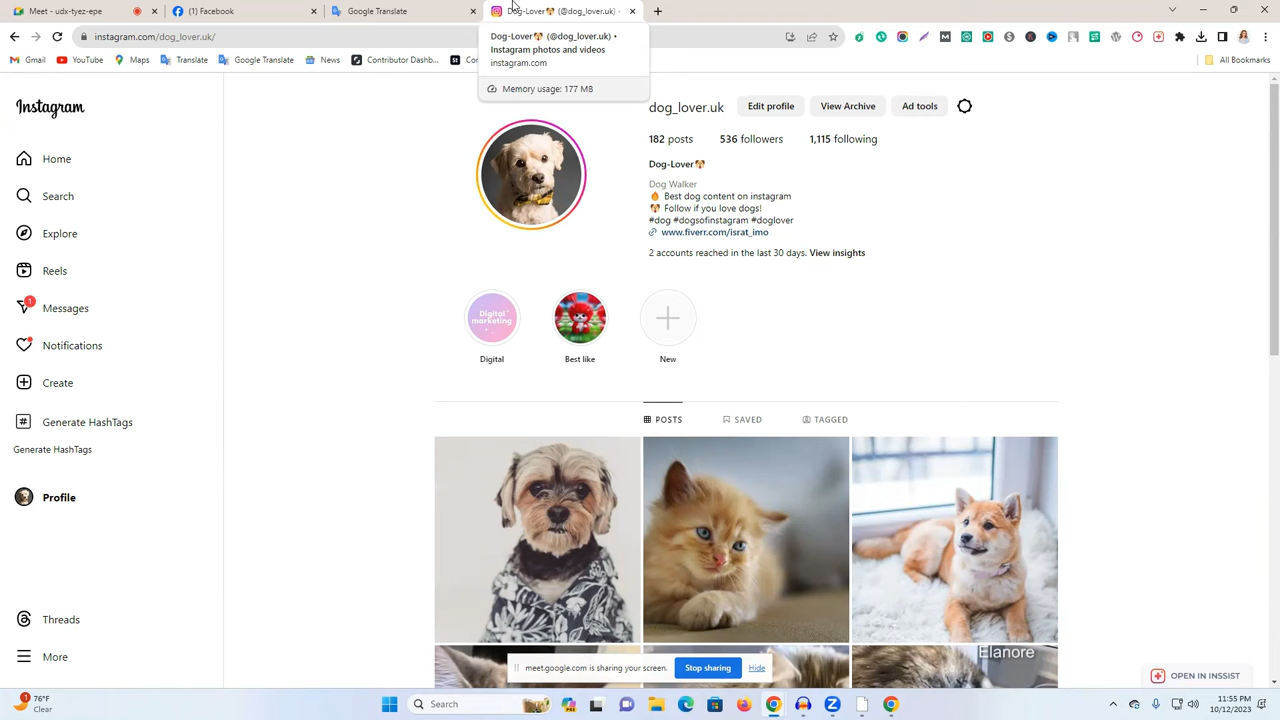 Meet - udx-tyze-epe
(1) Facebook
Google Translate
Dog-Lover🐶 (@dog_lover.uk) ·
instagram.com/dog_lover.uk/
Dog-Lover🐶 (@dog_lover.uk) •
Instagram photos and videos
instagram.com
Memory usage: 177 MB
Gmail
YouTube
Maps
Translate
Google Translate
News
Contributor Dashb...
Co
All Bookmarks
Instagram
Home
Search
Explore
Reels
1
Messages
Notifications
Create
Generate HashTags
Generate HashTags
Profile
Threads
More
dog_lover.uk
Edit profile
View Archive
Ad tools
182 posts
536 followers
1,115 following
Dog-Lover🐶
Dog Walker
🔥 Best dog content on instagram
🐶 Follow if you love dogs!
#dog #dogsofinstagram #doglover
www.fiverr.com/israt_imo
2 accounts reached in the last 30 days. View insights
Digital marketing
Digital
Best like
New
POSTS
SAVED
TAGGED
Elanore
meet.google.com is sharing your screen.
Stop sharing
Hide
OPEN IN INSSIST
1
76°F
Clear
Search
11:55 PM
10/12/2023